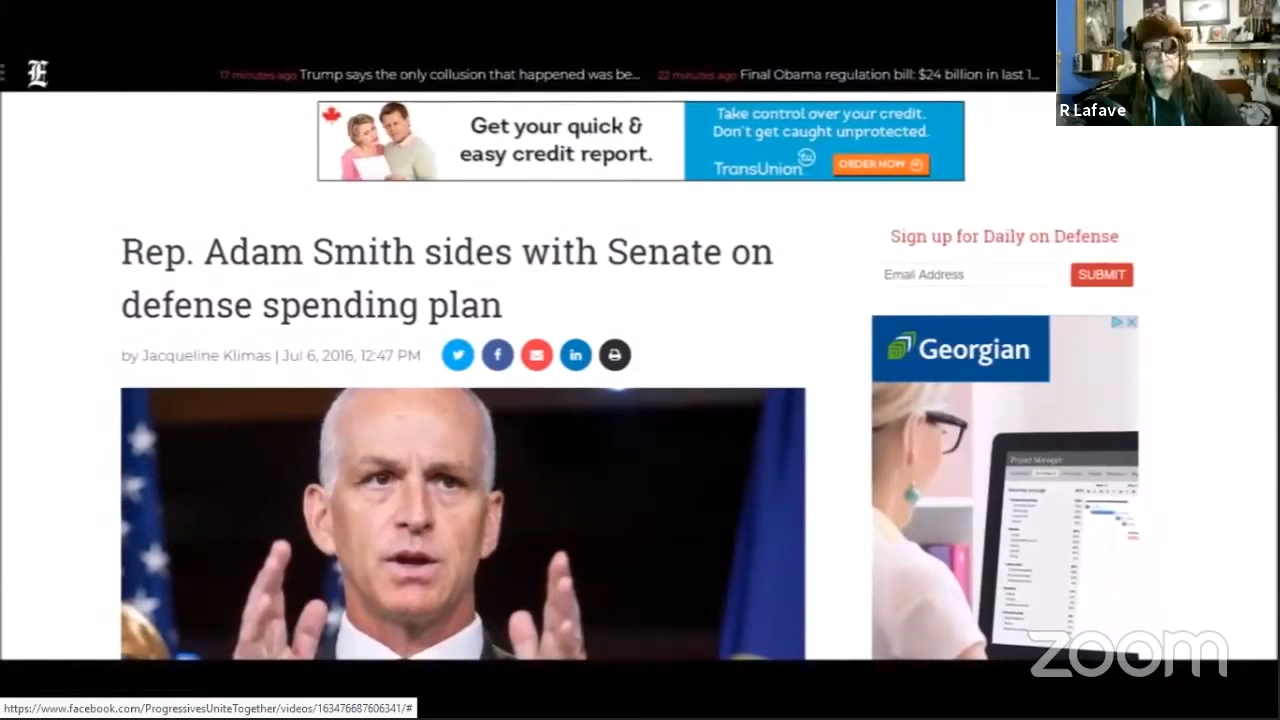 E
17 minutes ago Trump says the only collusion that happened was be...
22 minutes ago Final Obama regulation bill: $24 billion in last 1...
R Lafave
Get your quick &
easy credit report.
Take control over your credit.
Don't get caught unprotected.
TransUnion tu
ORDER NOW
Rep. Adam Smith sides with Senate on
defense spending plan
by Jacqueline Klimas | Jul 6, 2016, 12:47 PM
Sign up for Daily on Defense
Email Address
SUBMIT
Georgian
Project Manager
zoom
https://www.facebook.com/ProgressivesUniteTogether/videos/163476687606341/#